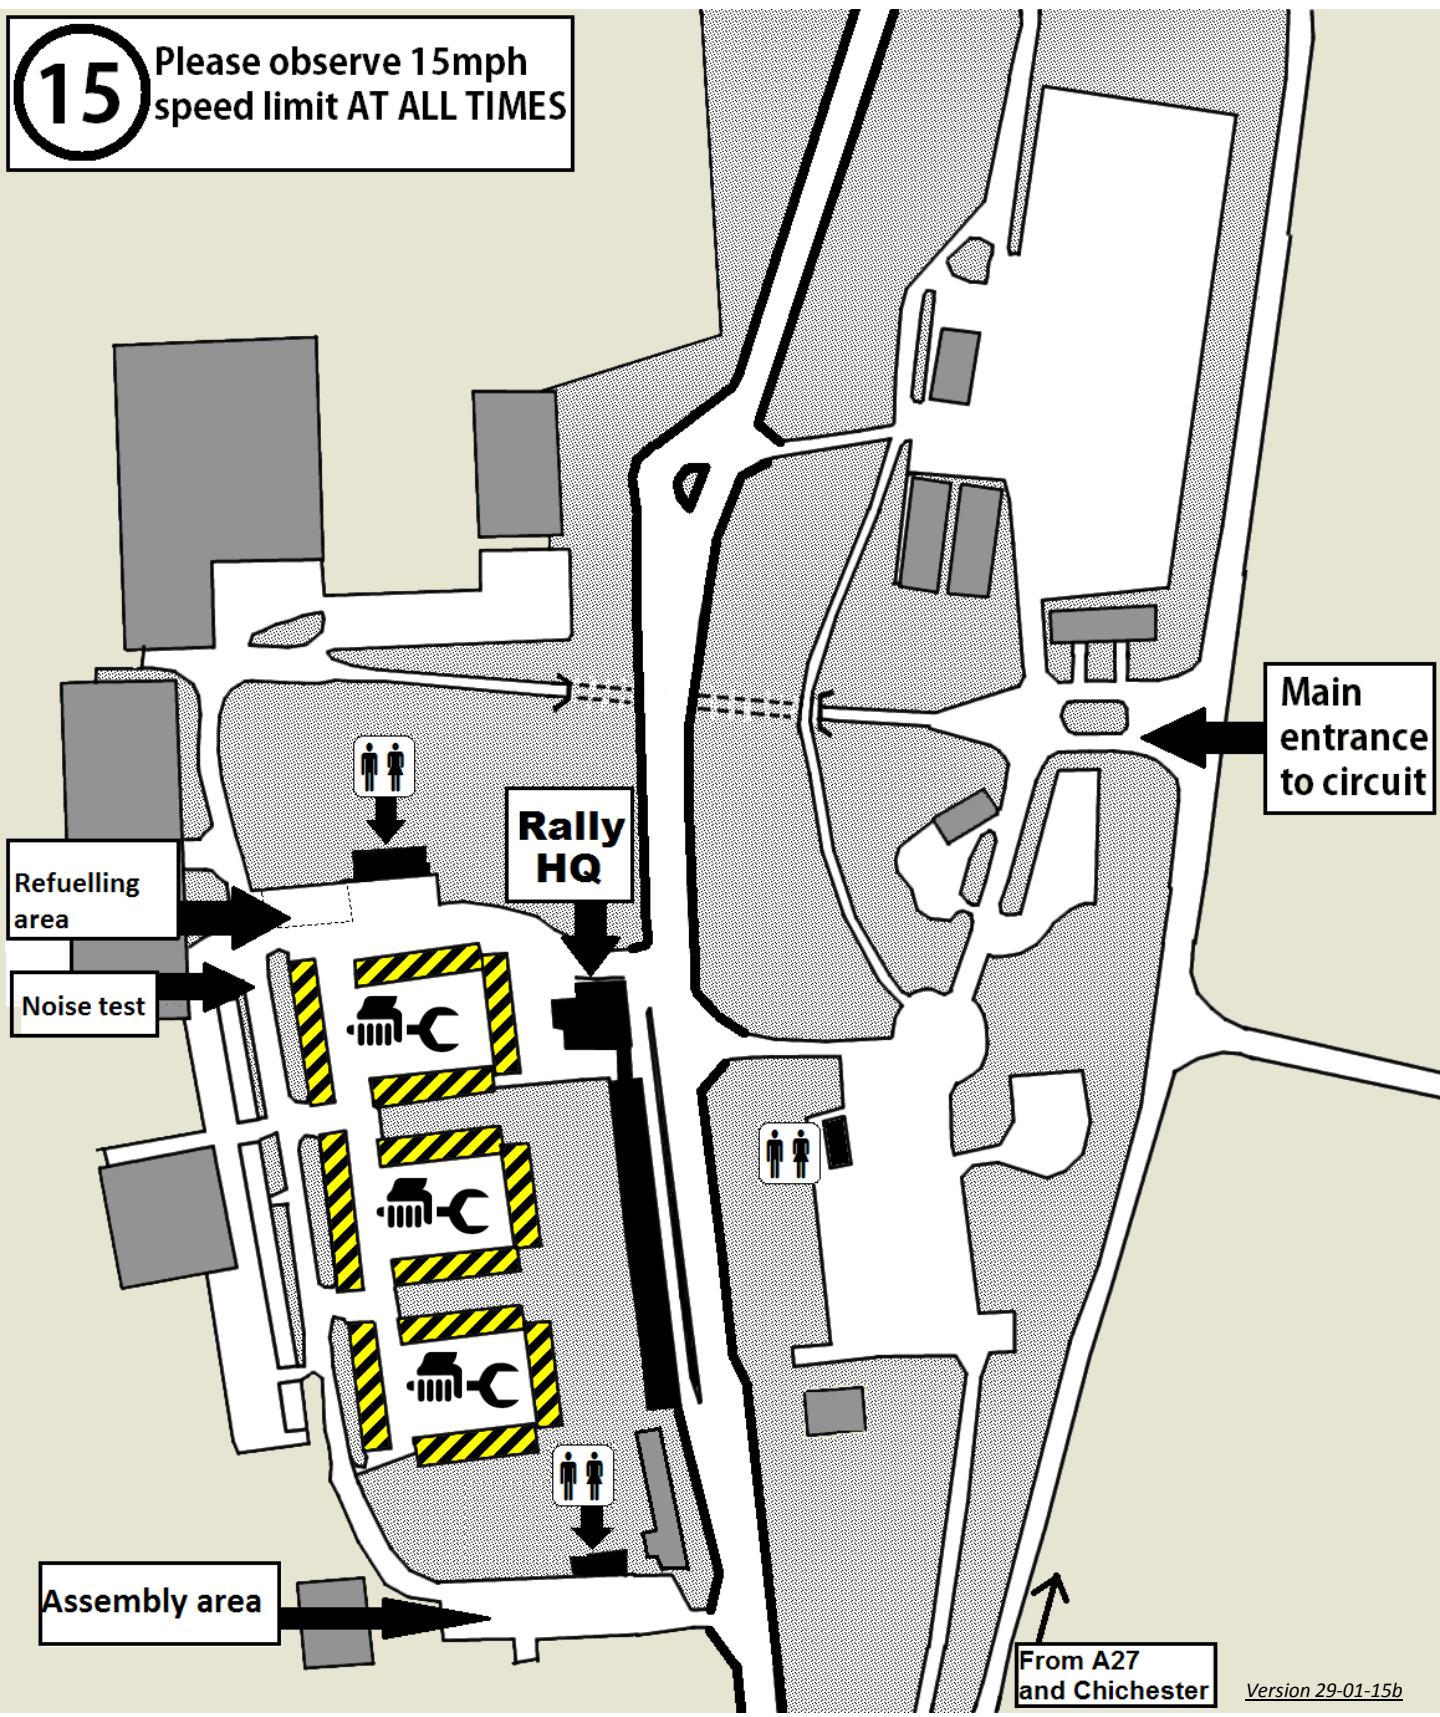 15
Please observe 15mph
speed limit AT ALL TIMES
Main
entrance
to circuit
Rally
HQ
Refuelling
area
Noise test
Assembly area
From A27
and Chichester
Version 29-01-15b